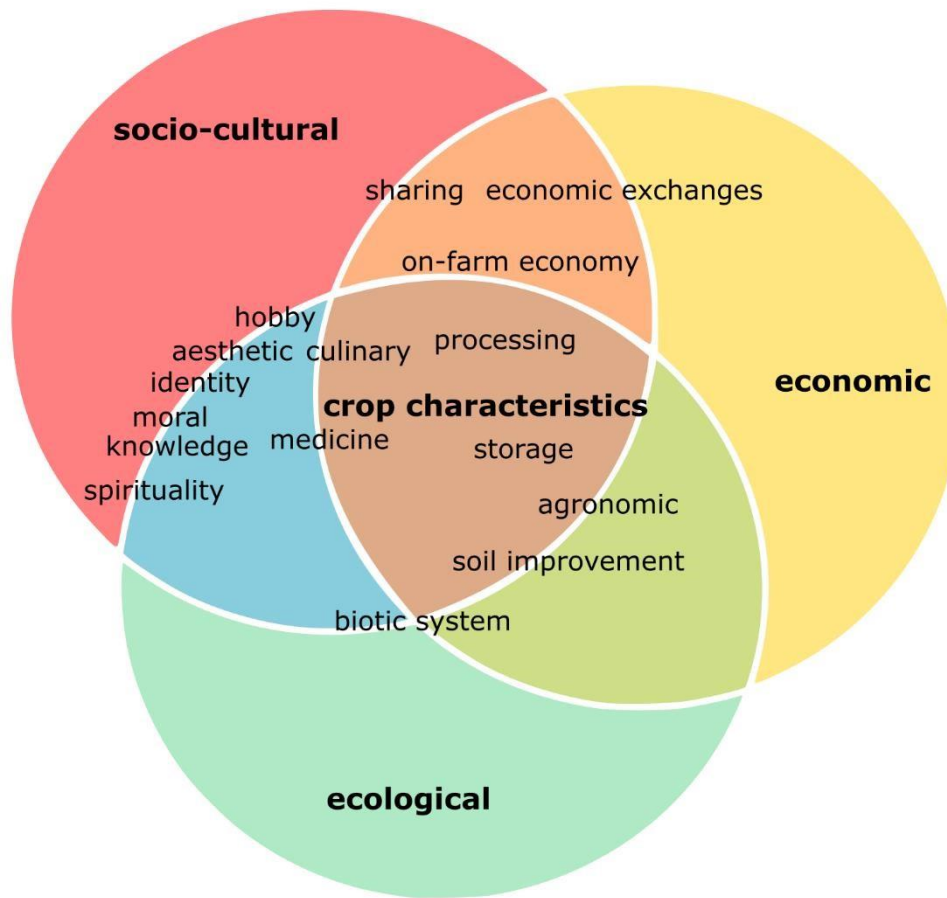 socio-cultural
sharing economic exchanges
on-farm economy
hobby
processing
aesthetic culinary
identity
economic
crop characteristics
moral
medicine
knowledge
storage
spirituality
agronomic
soil improvement
biotic system
ecological